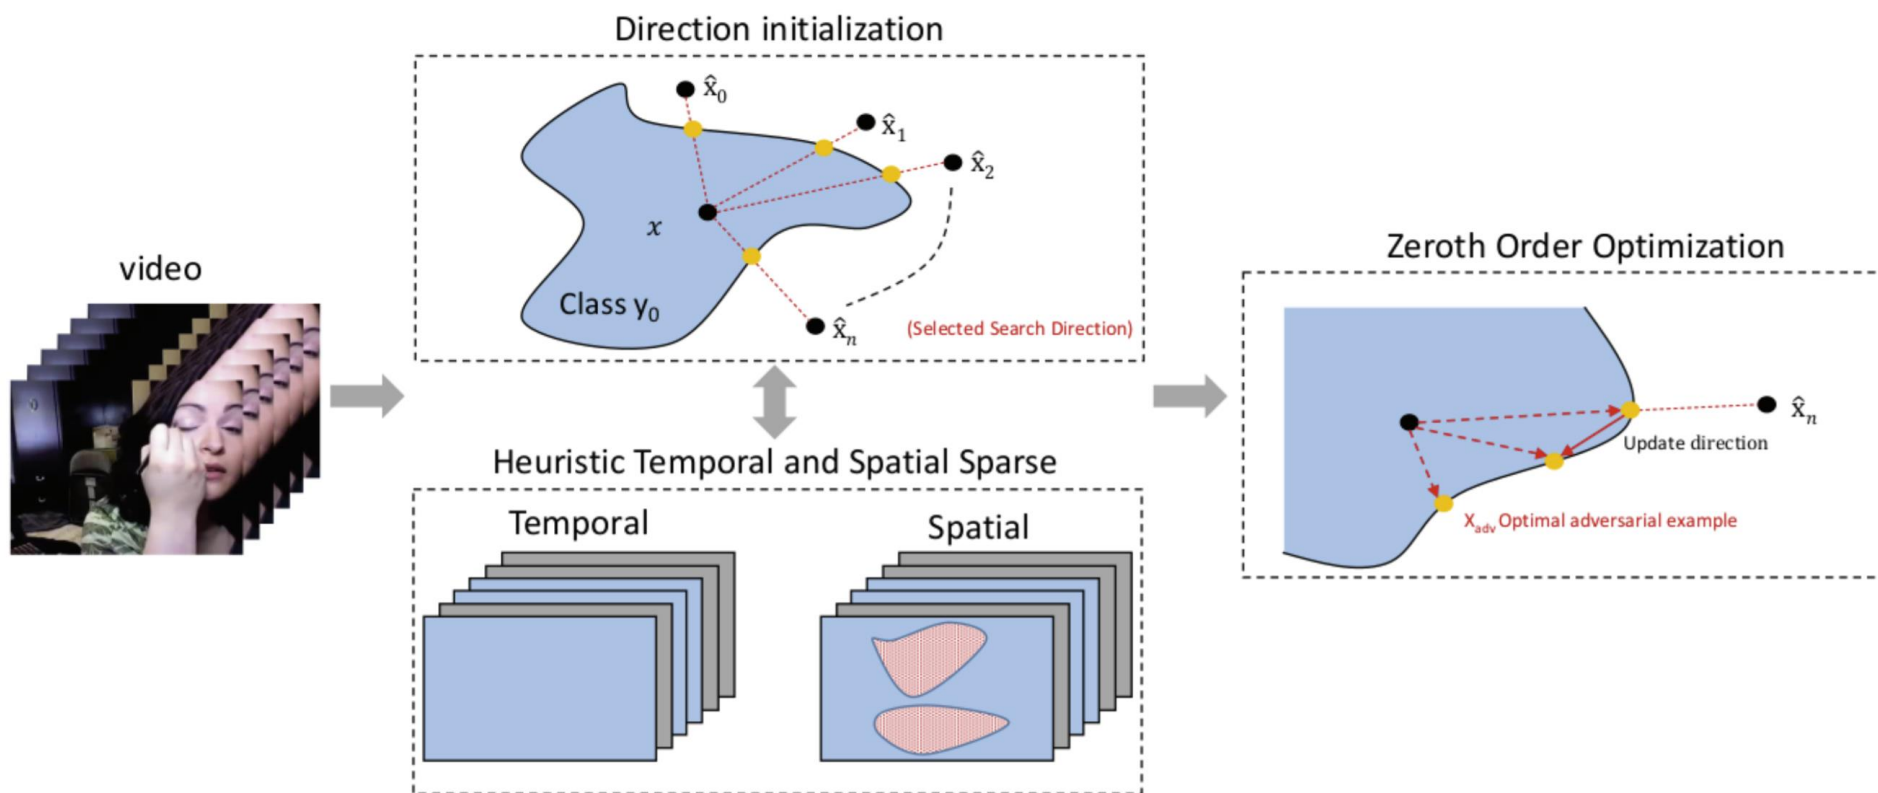 Direction initialization
x̂₀
x̂₁
x̂₂
x
Class y₀
x̂ₙ
(Selected Search Direction)
video
Heuristic Temporal and Spatial Sparse
Temporal
Spatial
Zeroth Order Optimization
x̂ₙ
Update direction
X_adv Optimal adversarial example